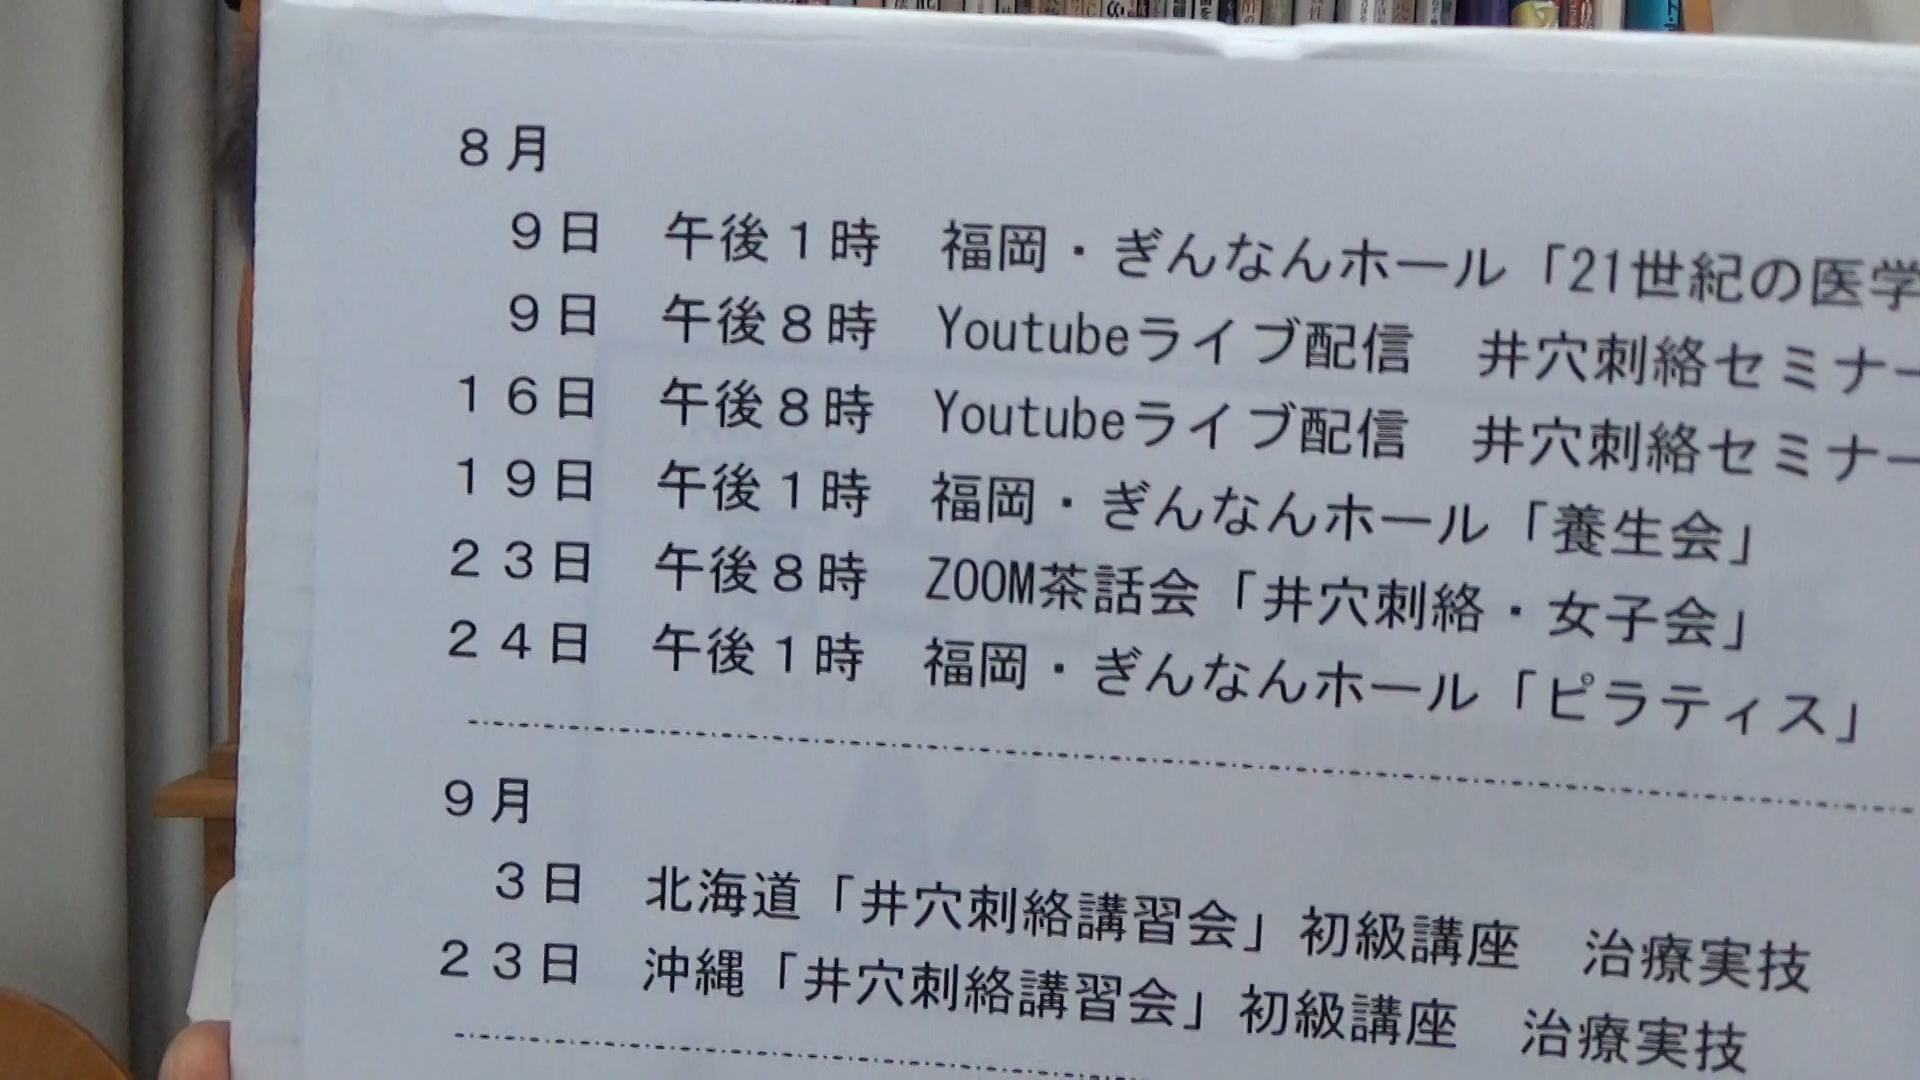 8月
9日 午後1時 福岡・ぎんなんホール「21世紀の医学
9日 午後8時 Youtubeライブ配信 井穴刺絡セミナー
16日 午後8時 Youtubeライブ配信 井穴刺絡セミナー
19日 午後1時 福岡・ぎんなんホール「養生会」
23日 午後8時 ZOOM茶話会「井穴刺絡・女子会」
24日 午後1時 福岡・ぎんなんホール「ピラティス」
9月
3日 北海道「井穴刺絡講習会」初級講座 治療実技
23日 沖縄「井穴刺絡講習会」初級講座 治療実技